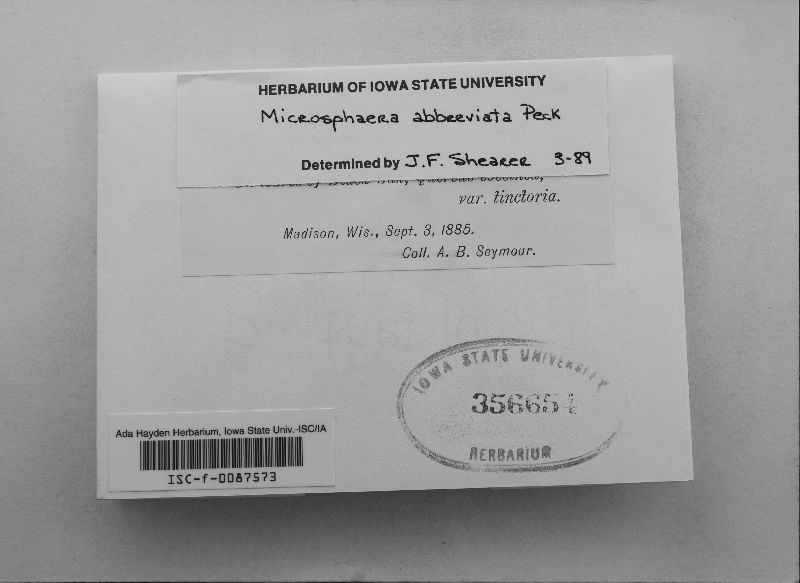 HERBARIUM OF IOWA STATE UNIVERSITY
Microsphaera abbreviata Peck
Determined by J.F. Shearer 3-89
var. tinctoria.
Madison, Wis., Sept. 3, 1885.
Coll. A. B. Seymour.
IOWA STATE UNIVERSITY
35665
HERBARIUM
Ada Hayden Herbarium, Iowa State Univ.-ISC/IA
ISC-f-0087573